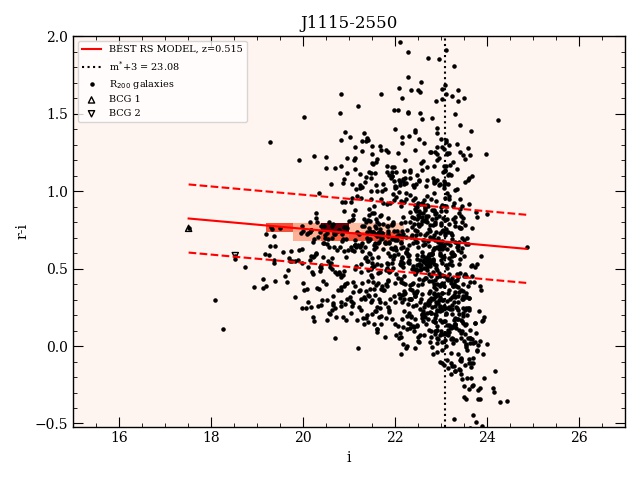 J1115-2550
BEST RS MODEL, z=0.515
m*+3 = 23.08
R200 galaxies
BCG 1
BCG 2
2.0
1.5
1.0
0.5
0.0
−0.5
r-i
16 18 20 22 24 26
i